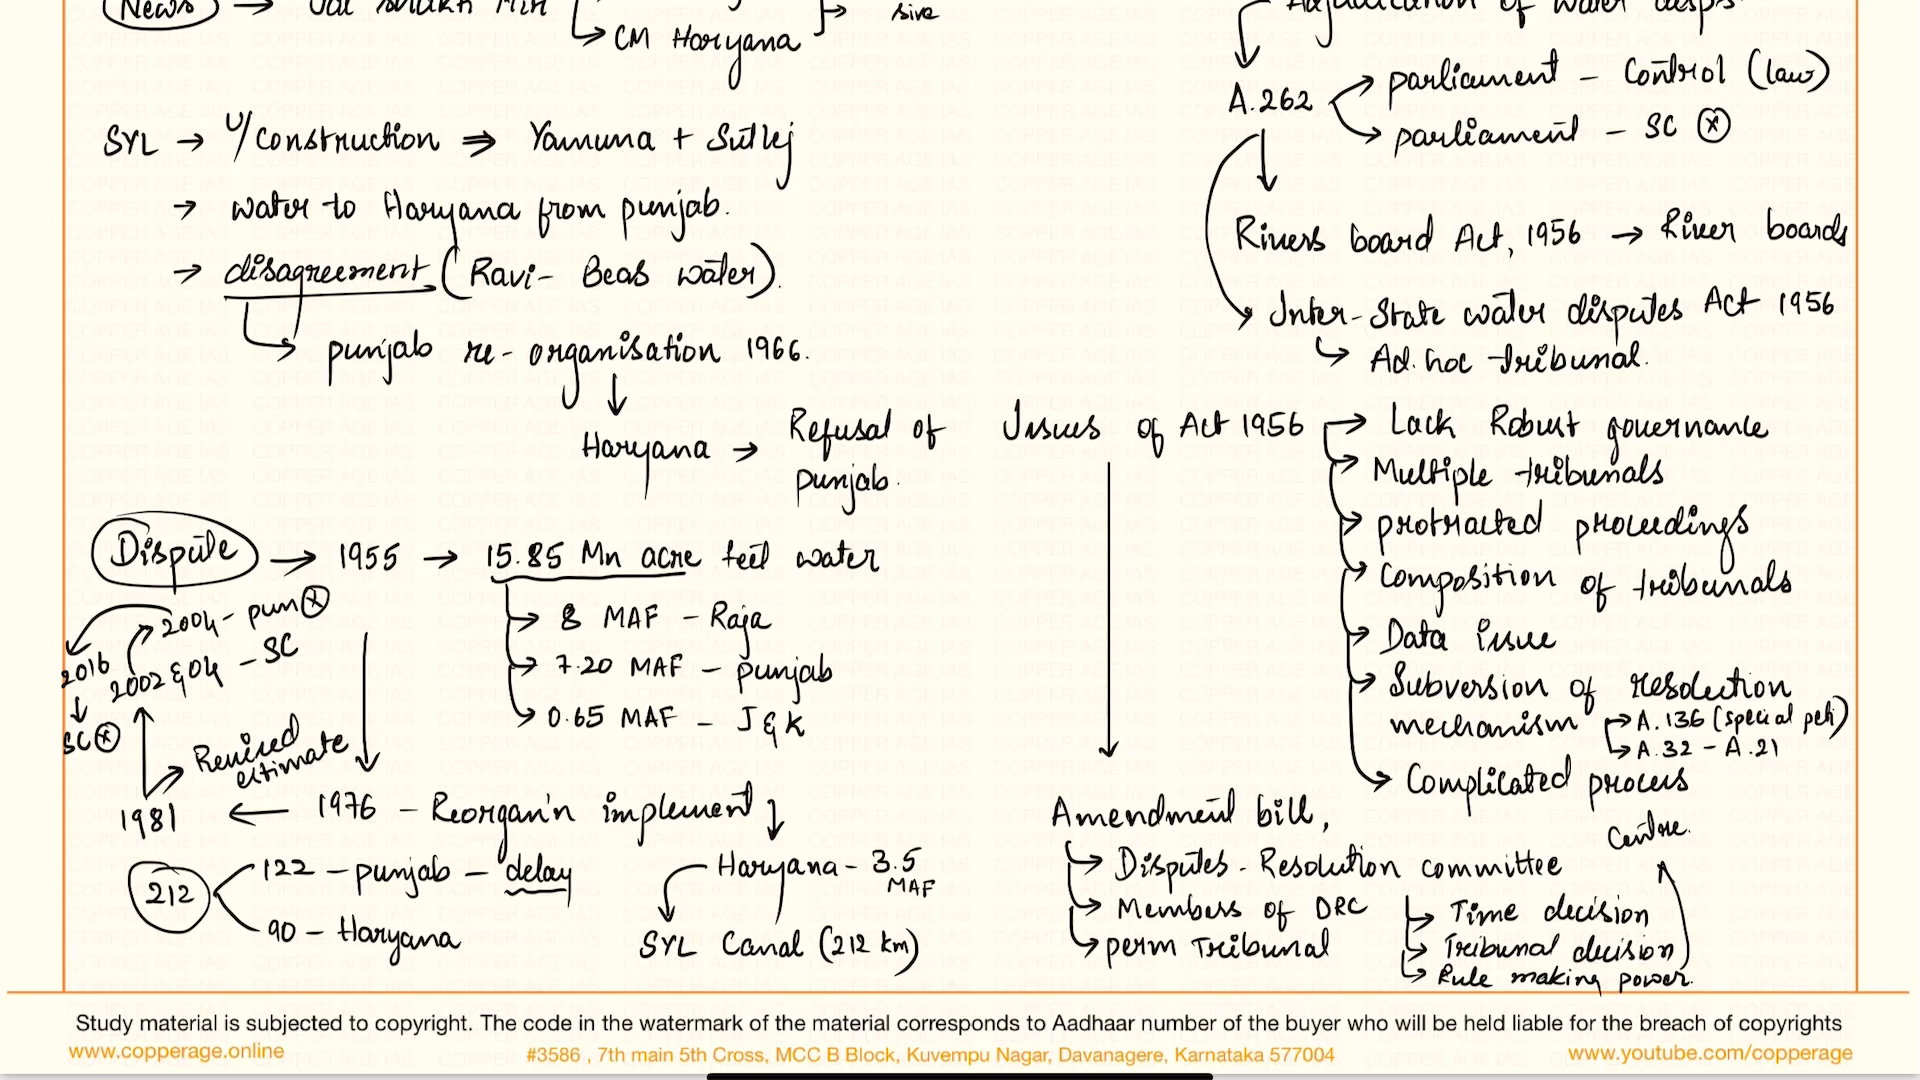 News → Jal Shakti Min
sive
→ CM Haryana
SYL → U/Construction ⇒ Yamuna + Sutlej
→ water to Haryana from punjab.
→ disagreement (Ravi- Beas water).
→ punjab re-organisation 1966.
Haryana → Refusal of
punjab.
Dispute → 1955 → 15.85 Mn acre feet water
→ 8 MAF - Raja
→ 7.20 MAF - punjab
→ 0.65 MAF - J & K
2004 - pun ⓧ
2002 & 04 - SC
2016
SC ⓧ
Revised
estimate
1981 ← 1976 - Reorgan'n implement
212
122 - punjab - delay
90 - Haryana
Haryana - 3.5
MAF
SYL Canal (212 km)
Adjudication of water
A.262 → parliament - Control (law)
→ parliament - SC ⓧ
Rivers board Act, 1956 → River boards
→ Inter-State water disputes Act 1956
↳ Ad.hoc tribunal.
Issues of Act 1956 → Lack Robust governance
→ Multiple tribunals
→ protracted proceedings
→ Composition of tribunals
→ Data issue
→ Subversion of resolution
mechanism → A.136 (special peti)
→ A.32 - A.21
→ Complicated process
Amendment bill,
→ Disputes-Resolution committee
→ Members of DRC
→ perm Tribunal
Centre.
→ Time decision
→ Tribunal decision
→ Rule making power.
Study material is subjected to copyright. The code in the watermark of the material corresponds to Aadhaar number of the buyer who will be held liable for the breach of copyrights
www.copperage.online
#3586 , 7th main 5th Cross, MCC B Block, Kuvempu Nagar, Davanagere, Karnataka 577004
www.youtube.com/copperage